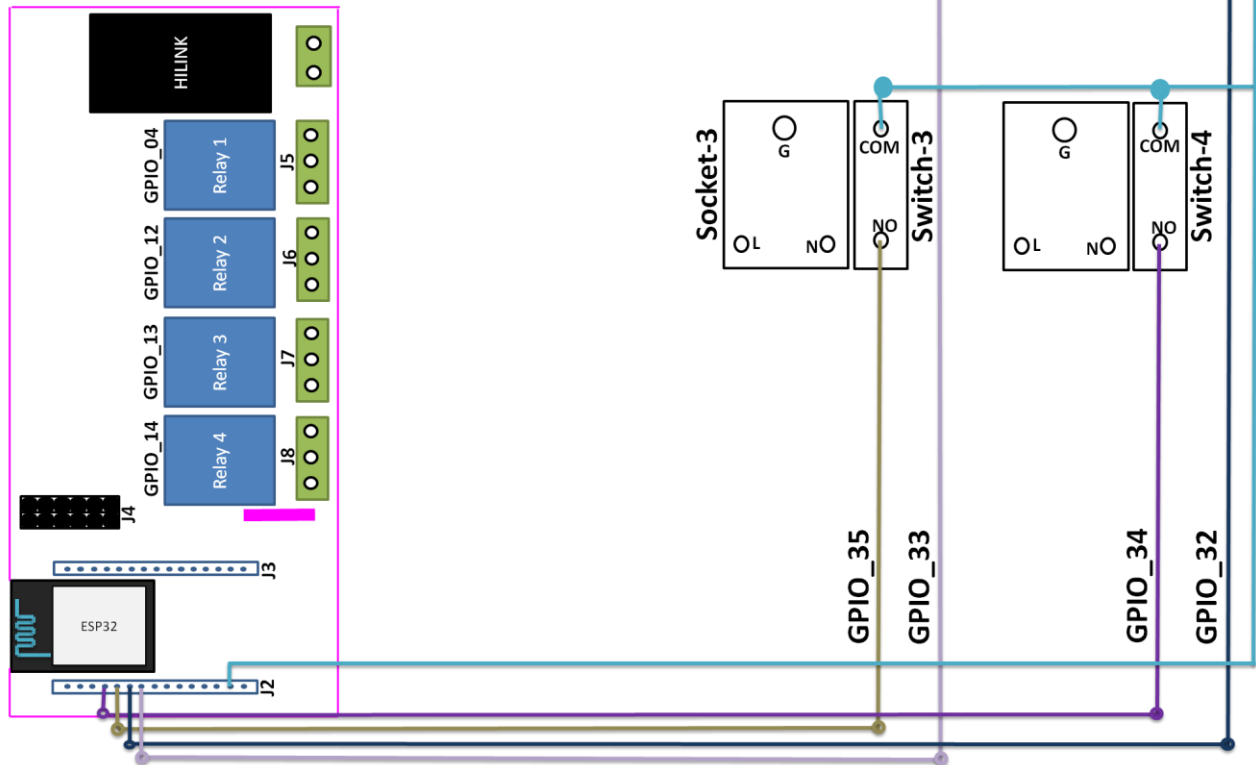 HILINK
GPIO_04
Relay 1
J5
GPIO_12
Relay 2
J6
GPIO_13
Relay 3
J7
GPIO_14
Relay 4
J8
J4
J3
ESP32
J2
Socket-3
G
L
N
COM
NO
Switch-3
G
L
N
COM
NO
Switch-4
GPIO_35
GPIO_33
GPIO_34
GPIO_32